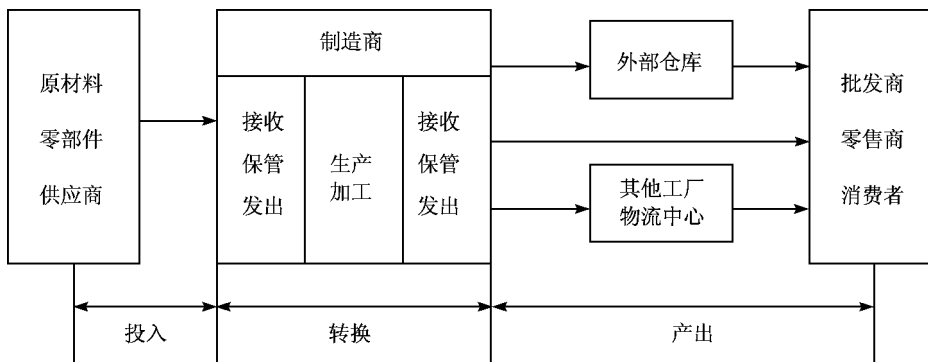 原材料
零部件
供应商
制造商
接收
保管
发出
生产
加工
接收
保管
发出
外部仓库
其他工厂
物流中心
批发商
零售商
消费者
投入
转换
产出